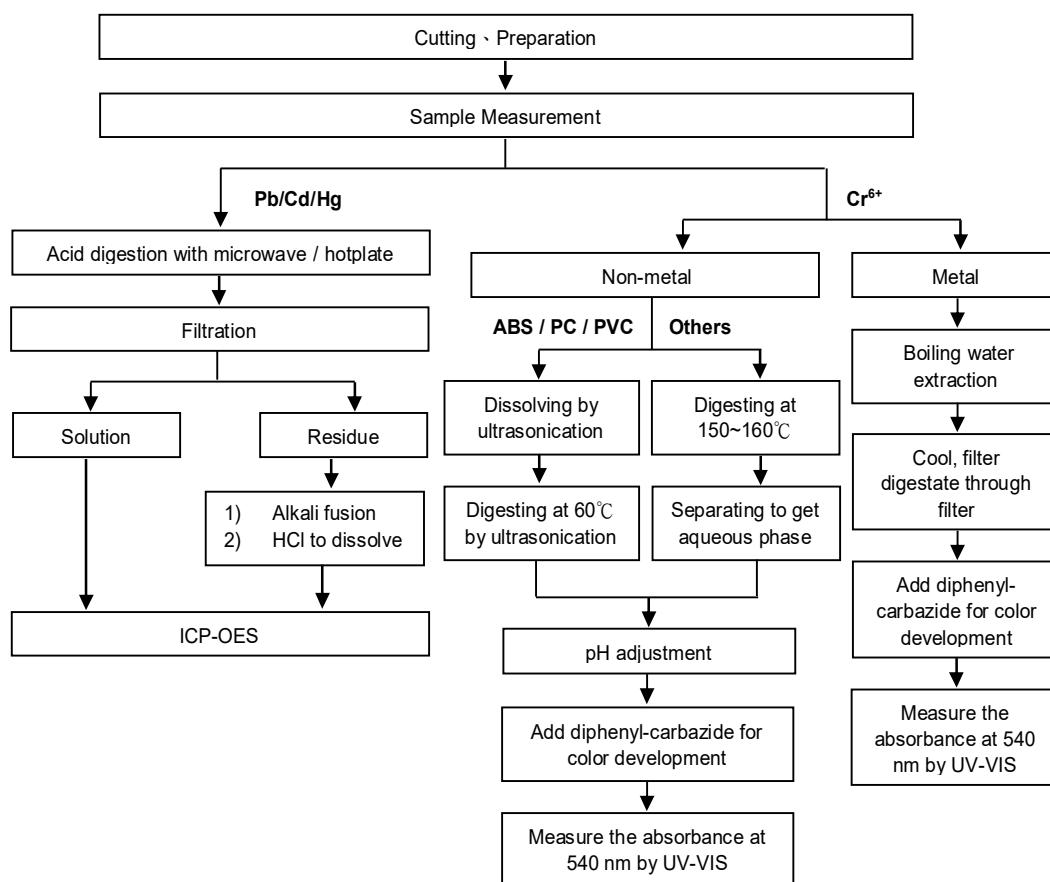 Cutting、Preparation
Sample Measurement
Pb/Cd/Hg
Cr6+
Acid digestion with microwave / hotplate
Filtration
Solution
Residue
1) Alkali fusion
2) HCl to dissolve
ICP-OES
Non-metal
ABS / PC / PVC
Others
Dissolving by
ultrasonication
Digesting at 60℃
by ultrasonication
Digesting at
150~160℃
Separating to get
aqueous phase
pH adjustment
Add diphenyl-carbazide for
color development
Measure the absorbance at
540 nm by UV-VIS
Metal
Boiling water
extraction
Cool, filter
digestate through
filter
Add diphenyl-
carbazide for color
development
Measure the
absorbance at 540
nm by UV-VIS